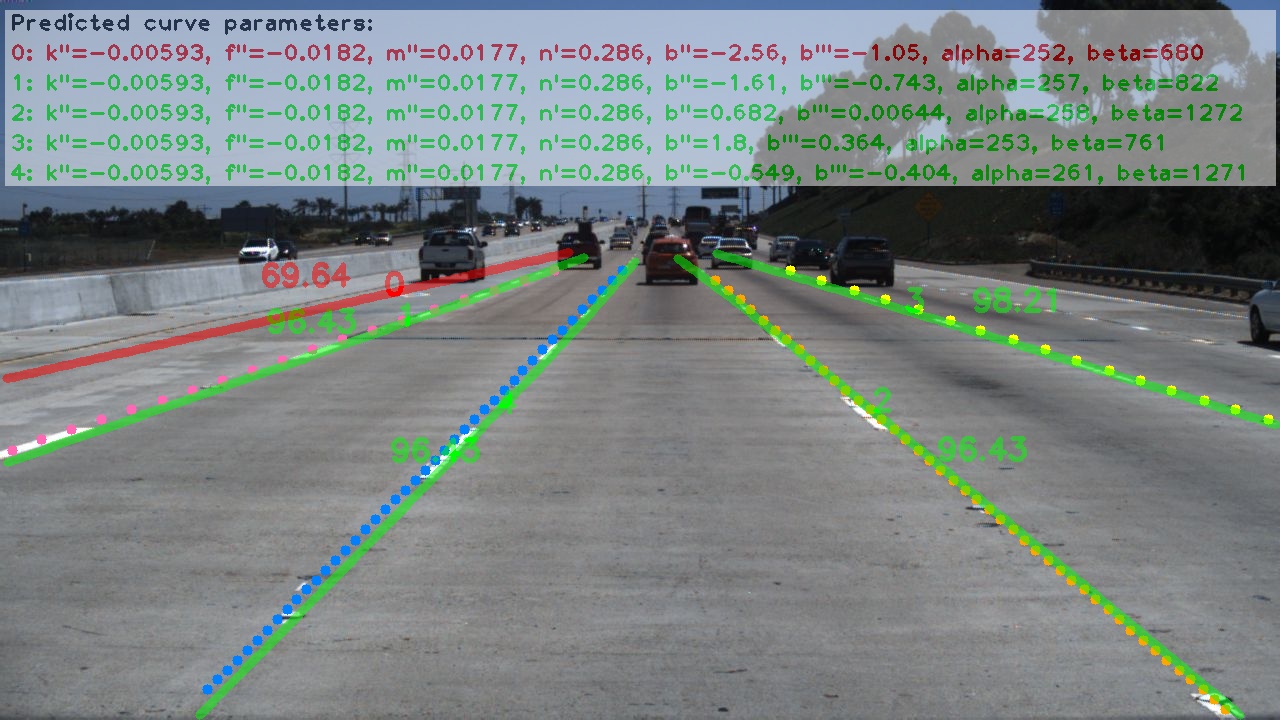 Predicted curve parameters:
0: k''=-0.00593, f''=-0.0182, m''=0.0177, n'=0.286, b''=-2.56, b'''=-1.05, alpha=252, beta=680
1: k''=-0.00593, f''=-0.0182, m''=0.0177, n'=0.286, b''=-1.61, b'''=-0.743, alpha=257, beta=822
2: k''=-0.00593, f''=-0.0182, m''=0.0177, n'=0.286, b''=0.682, b'''=0.00644, alpha=258, beta=1272
3: k''=-0.00593, f''=-0.0182, m''=0.0177, n'=0.286, b''=1.8, b'''=0.364, alpha=253, beta=761
4: k''=-0.00593, f''=-0.0182, m''=0.0177, n'=0.286, b''=-0.549, b'''=-0.404, alpha=261, beta=1271
69.64 0
96.43 1
3 98.21
4 2
96.43